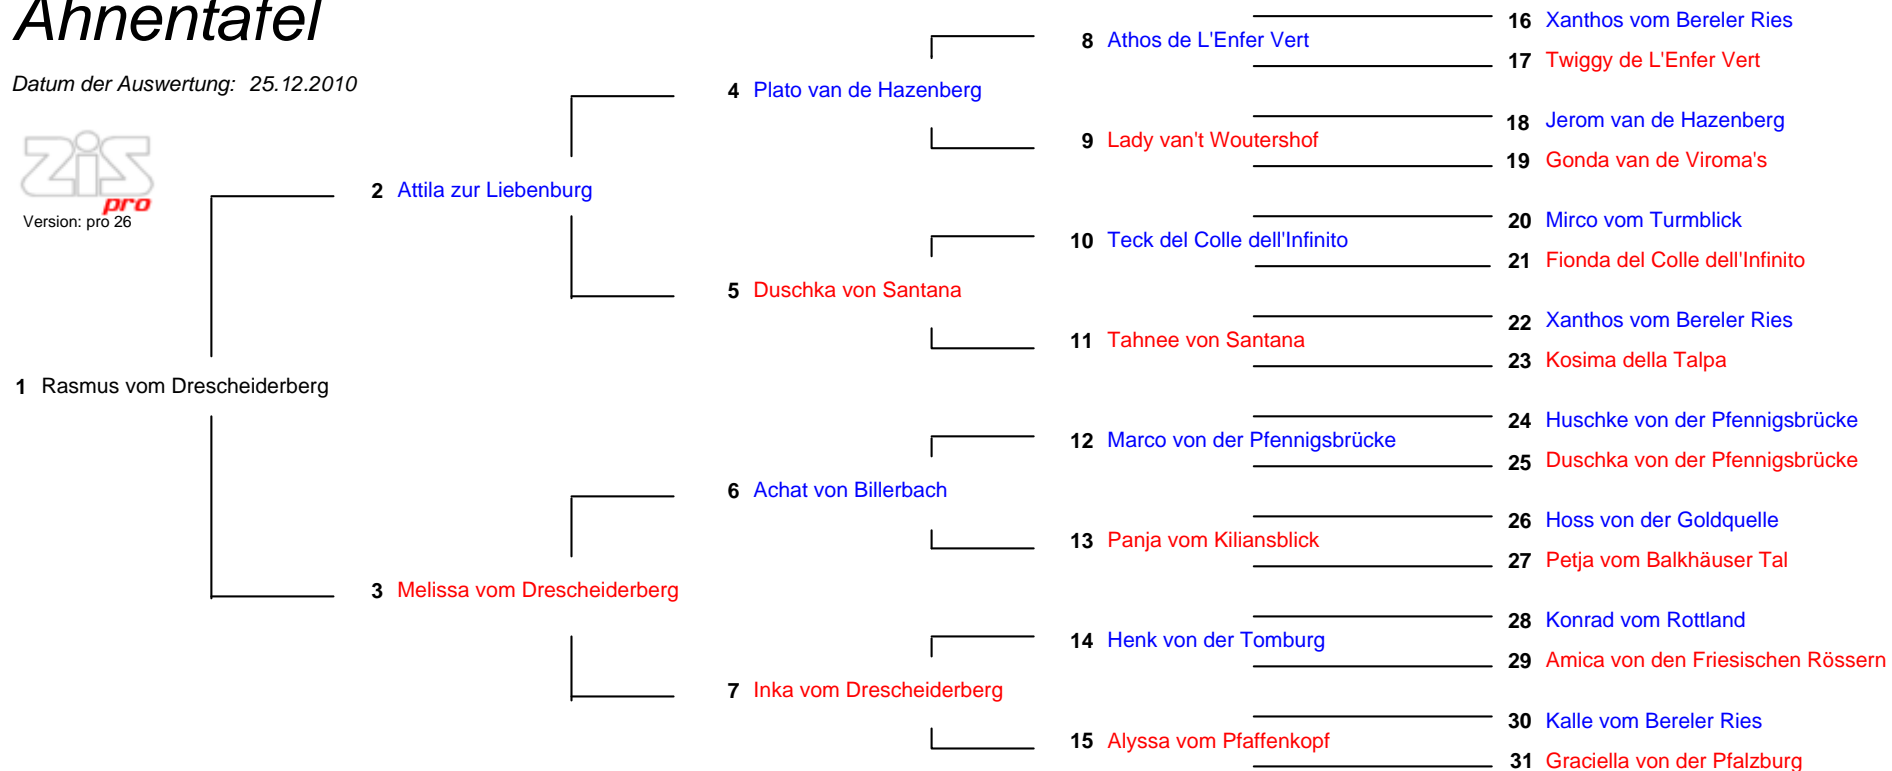 Ahnentafel
Datum der Auswertung: 25.12.2010
ZiS
pro
Version: pro 26
1 Rasmus vom Drescheiderberg
2 Attila zur Liebenburg
3 Melissa vom Drescheiderberg
4 Plato van de Hazenberg
5 Duschka von Santana
6 Achat von Billerbach
7 Inka vom Drescheiderberg
8 Athos de L'Enfer Vert
9 Lady van't Woutershof
10 Teck del Colle dell'Infinito
11 Tahnee von Santana
12 Marco von der Pfennigsbrücke
13 Panja vom Kiliansblick
14 Henk von der Tomburg
15 Alyssa vom Pfaffenkopf
16 Xanthos vom Bereler Ries
17 Twiggy de L'Enfer Vert
18 Jerom van de Hazenberg
19 Gonda van de Viroma's
20 Mirco vom Turmblick
21 Fionda del Colle dell'Infinito
22 Xanthos vom Bereler Ries
23 Kosima della Talpa
24 Huschke von der Pfennigsbrücke
25 Duschka von der Pfennigsbrücke
26 Hoss von der Goldquelle
27 Petja vom Balkhäuser Tal
28 Konrad vom Rottland
29 Amica von den Friesischen Rössern
30 Kalle vom Bereler Ries
31 Graciella von der Pfalzburg